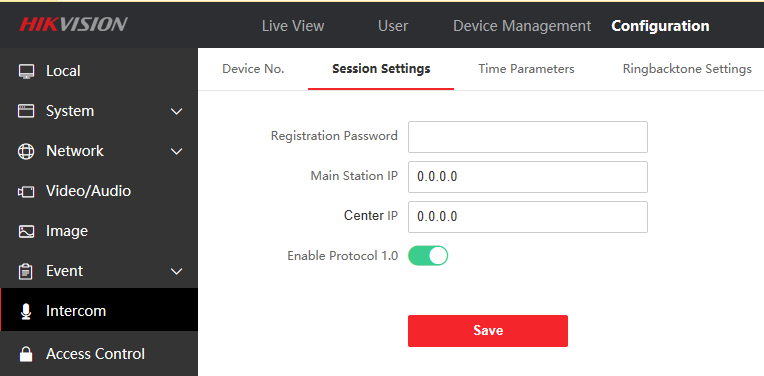 HIKVISION
Live View User Device Management Configuration
Local
System
Network
Video/Audio
Image
Event
Intercom
Access Control
Device No. Session Settings Time Parameters Ringbacktone Settings
Registration Password
Main Station IP 0.0.0.0
Center IP 0.0.0.0
Enable Protocol 1.0
Save